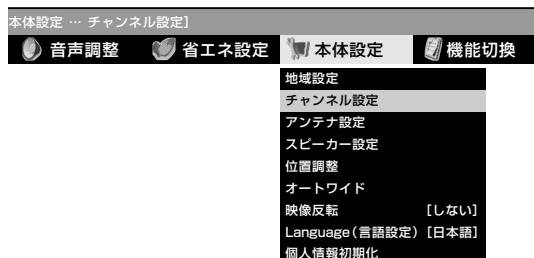 本体設定 … チャンネル設定]
音声調整 省エネ設定 本体設定 機能切換
地域設定
チャンネル設定
アンテナ設定
スピーカー設定
位置調整
オートワイド
映像反転 [しない]
Language(言語設定) [日本語]
個人情報初期化